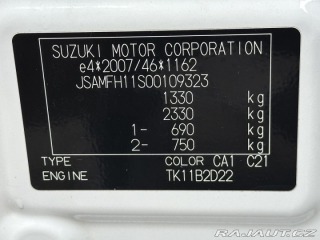 SUZUKI MOTOR CORPORATION
e4*2007/46*1162
JSAMFH11S00109323
1330 kg
2330 kg
1- 690 kg
2- 750 kg
TYPE COLOR CA1 C21
ENGINE TK11B2D22
RAJAUT.CZ